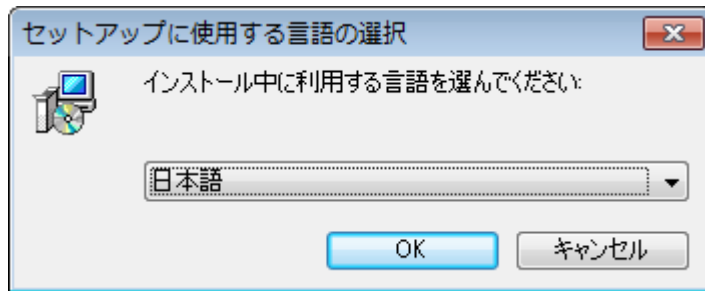 セットアップに使用する言語の選択
インストール中に利用する言語を選んでください:
日本語
OK
キャンセル